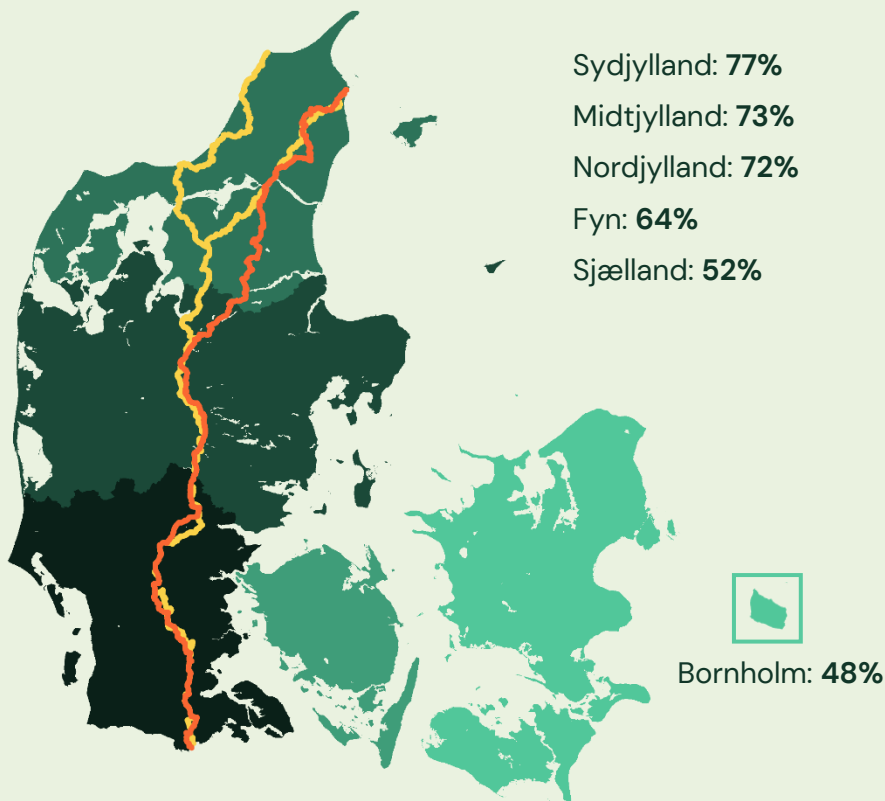 Sydjylland: 77%
Midtjylland: 73%
Nordjylland: 72%
Fyn: 64%
Sjælland: 52%
Bornholm: 48%